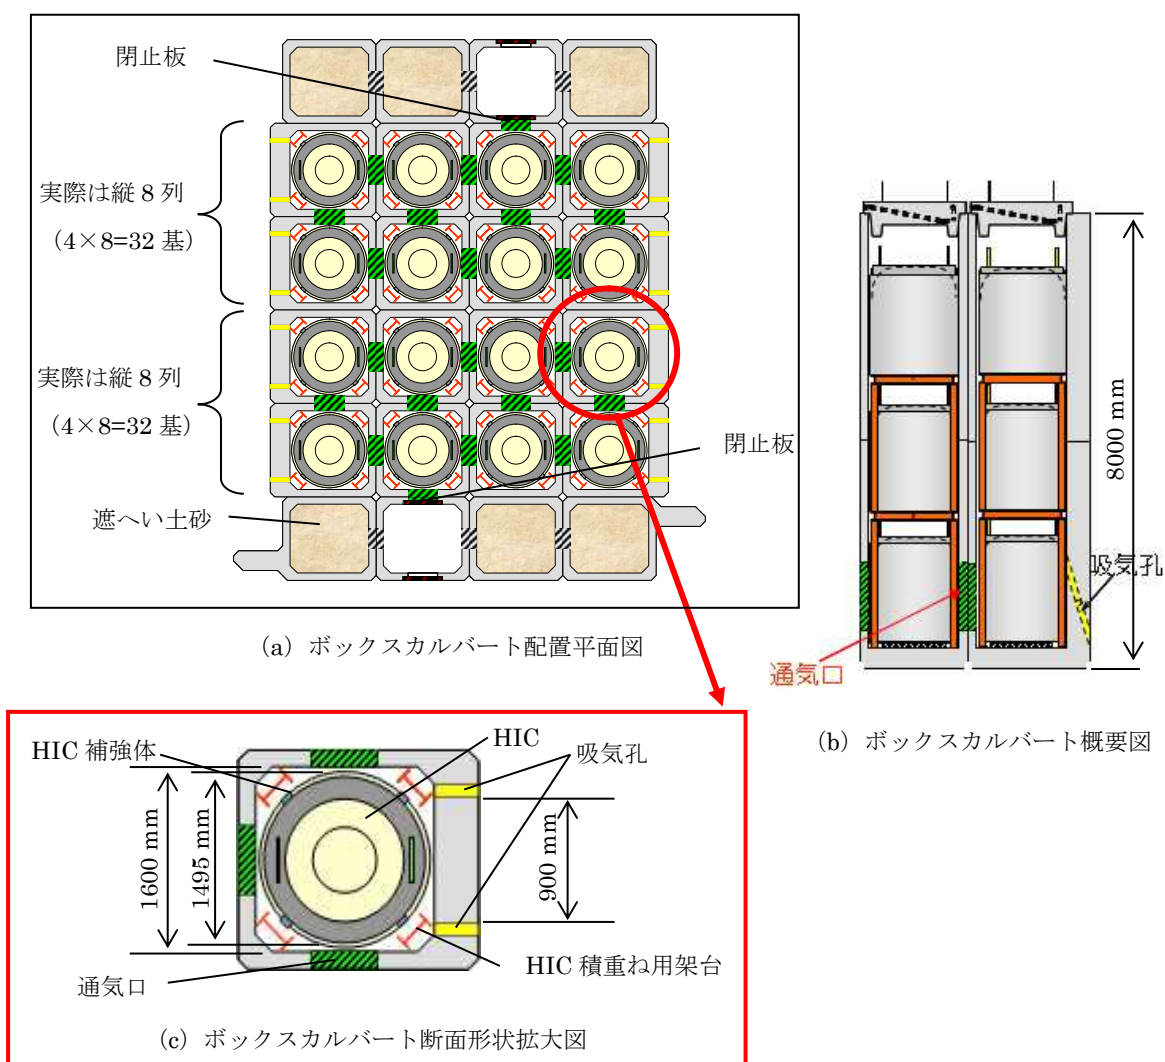 閉止板
実際は縦 8 列
（4×8=32 基）
実際は縦 8 列
（4×8=32 基）
閉止板
遮へい土砂
(a) ボックスカルバート配置平面図
8000 mm
吸気孔
通気口
(b) ボックスカルバート概要図
HIC 補強体
HIC
吸気孔
1600 mm
1495 mm
900 mm
HIC 積重ね用架台
通気口
(c) ボックスカルバート断面形状拡大図